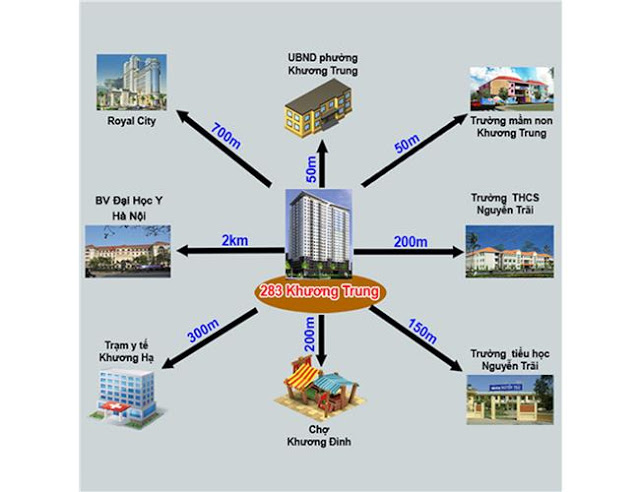 UBND phường
Khương Trung
Royal City
Trường mầm non
Khương Trung
700m
50m
50m
BV Đại Học Y
Hà Nội
Trường THCS
Nguyễn Trãi
2km
200m
283 Khương Trung
300m
200m
150m
Trạm y tế
Khương Hạ
Trường tiểu học
Nguyễn Trãi
Chợ
Khương Đình